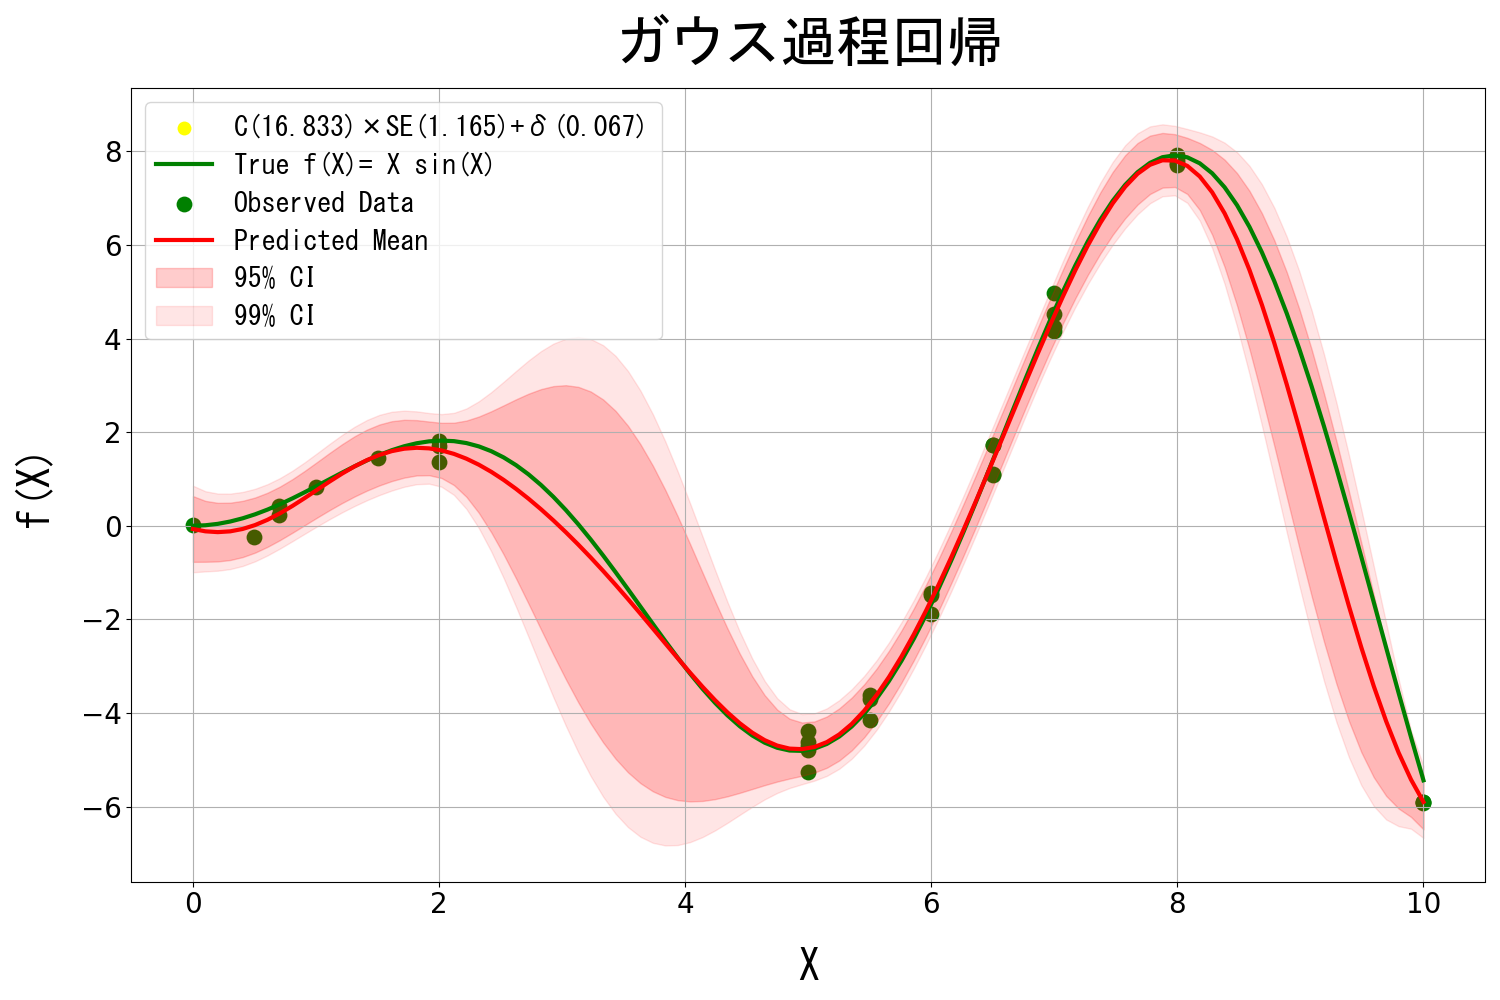 ガウス過程回帰
C(16.833)×SE(1.165)+δ(0.067)
True f(X)= X sin(X)
Observed Data
Predicted Mean
95% CI
99% CI
f(X)
8
6
4
2
0
−2
−4
−6
0 2 4 6 8 10
X